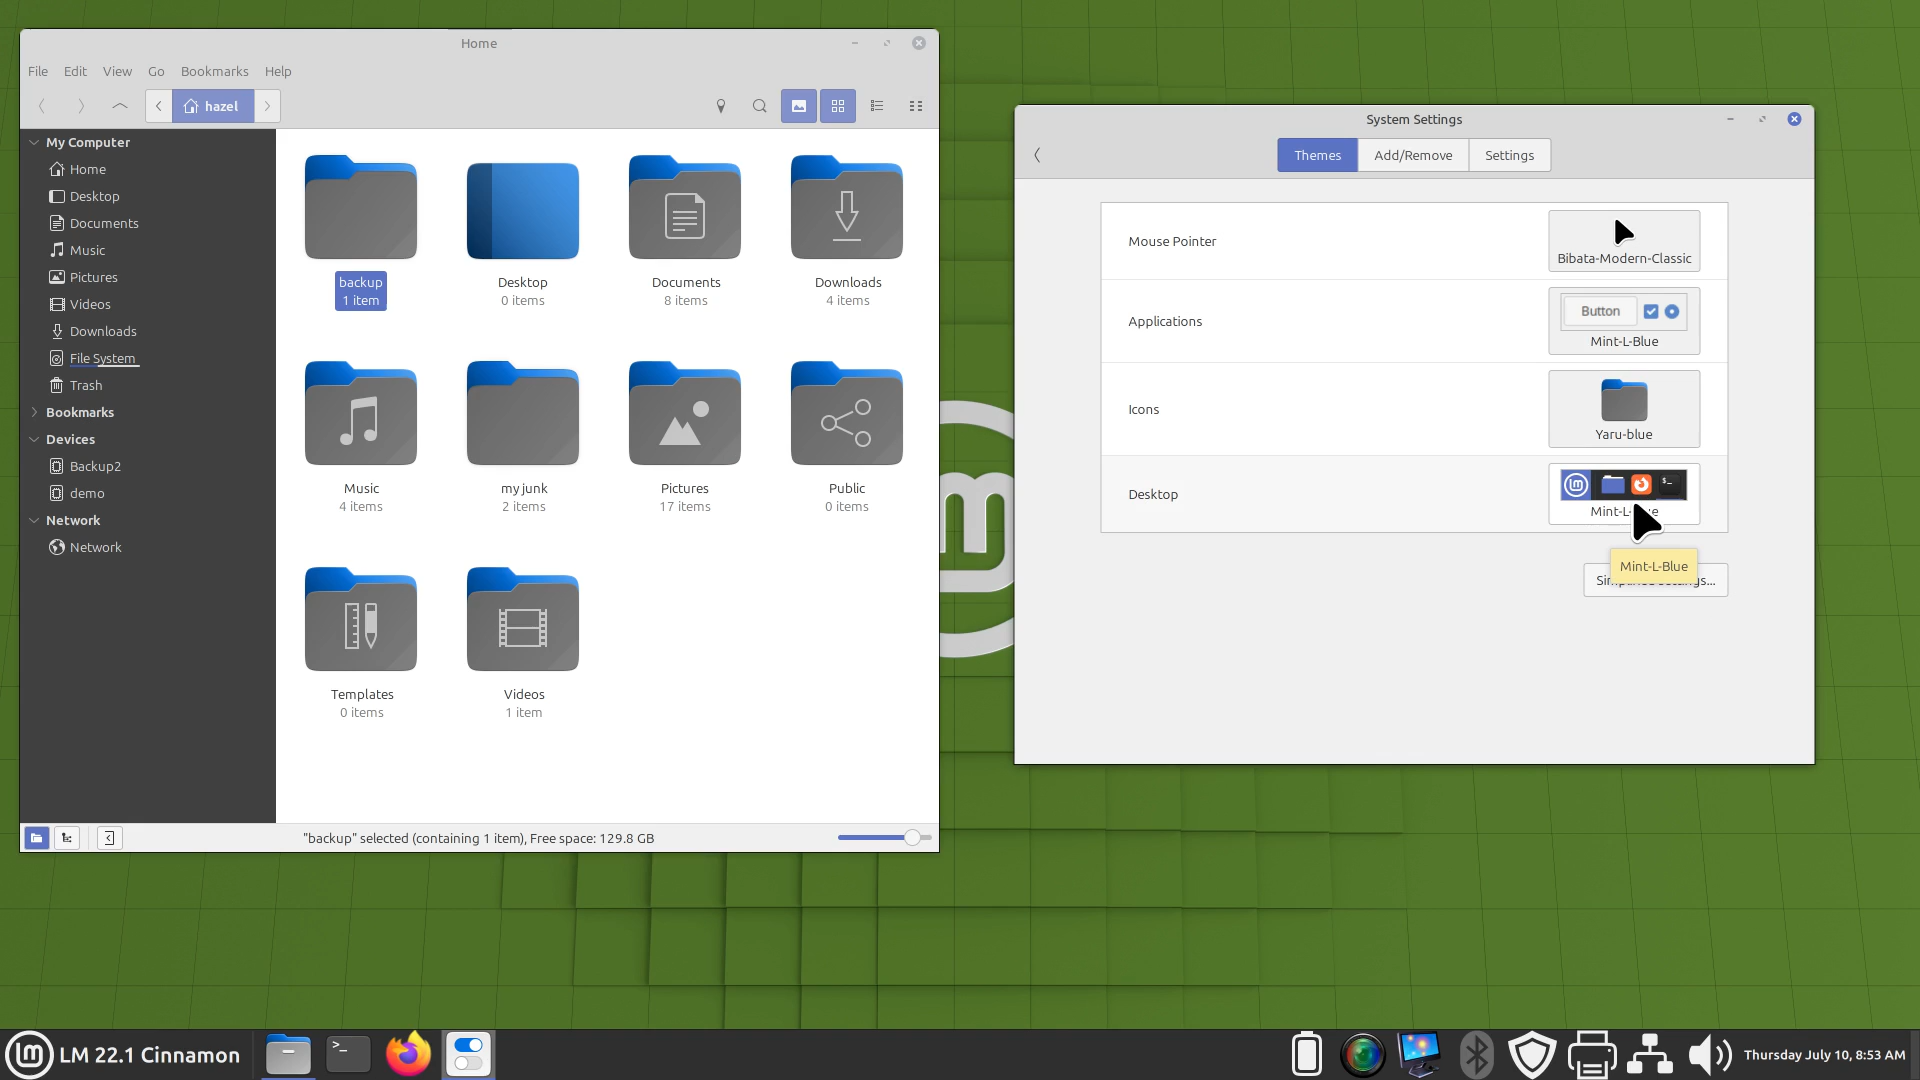 Home
File Edit View Go Bookmarks Help
hazel
My Computer
Home
Desktop
Documents
Music
Pictures
Videos
Downloads
File System
Trash
Bookmarks
Devices
Backup2
demo
Network
Network
backup
1 item
Desktop
0 items
Documents
8 items
Downloads
4 items
Music
4 items
my junk
2 items
Pictures
17 items
Public
0 items
Templates
0 items
Videos
1 item
"backup" selected (containing 1 item), Free space: 129.8 GB
System Settings
Themes Add/Remove Settings
Mouse Pointer
Bibata-Modern-Classic
Applications
Button
Mint-L-Blue
Icons
Yaru-blue
Desktop
Mint-L-Blue
LM 22.1 Cinnamon
Thursday July 10, 8:53 AM